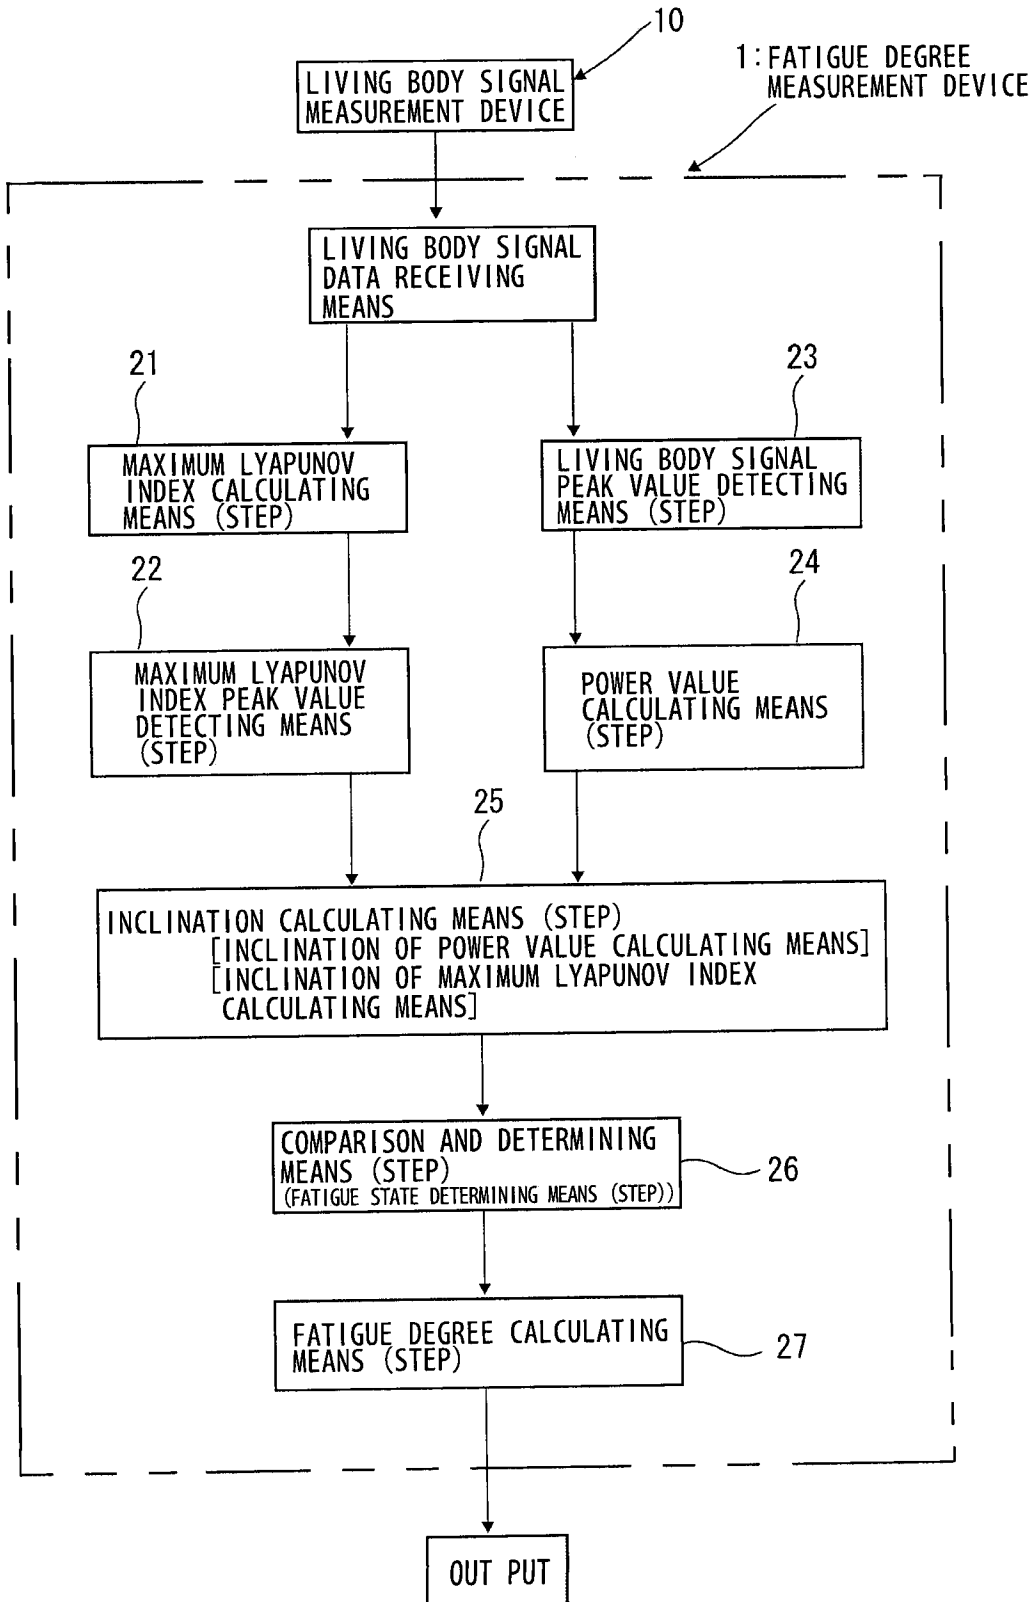 10
LIVING BODY SIGNAL
MEASUREMENT DEVICE
1:FATIGUE DEGREE
MEASUREMENT DEVICE
LIVING BODY SIGNAL
DATA RECEIVING
MEANS
21
MAXIMUM LYAPUNOV
INDEX CALCULATING
MEANS (STEP)
23
LIVING BODY SIGNAL
PEAK VALUE DETECTING
MEANS (STEP)
22
MAXIMUM LYAPUNOV
INDEX PEAK VALUE
DETECTING MEANS
(STEP)
24
POWER VALUE
CALCULATING MEANS
(STEP)
25
INCLINATION CALCULATING MEANS (STEP)
[INCLINATION OF POWER VALUE CALCULATING MEANS]
[INCLINATION OF MAXIMUM LYAPUNOV INDEX
CALCULATING MEANS]
COMPARISON AND DETERMINING
MEANS (STEP)
(FATIGUE STATE DETERMINING MEANS (STEP))
26
FATIGUE DEGREE CALCULATING
MEANS (STEP)
27
OUT PUT